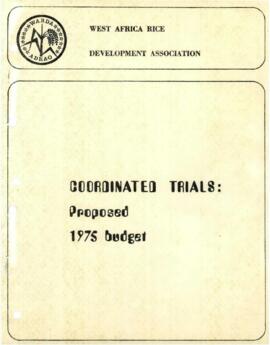 W.A.R.D.A.
A.D.R.A.O.
WEST AFRICA RICE
DEVELOPMENT ASSOCIATION
COORDINATED TRIALS:
Proposed
1975 budget